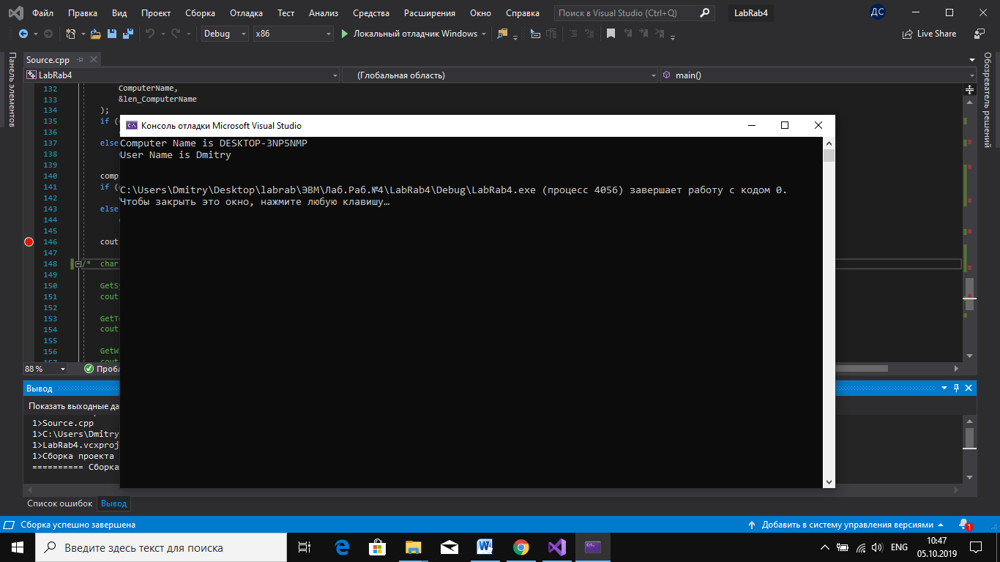 Файл Правка Вид Проект Сборка Отладка Тест Анализ Средства Расширения Окно Справка Поиск в Visual Studio (Ctrl+Q) LabRab4 ДС
Debug x86 Локальный отладчик Windows Live Share
Панель элементов
Обозреватель решений
Source.cpp
LabRab4 (Глобальная область) main()
132 ComputerName,
133 &len_ComputerName
134 );
135 if (
136
137 else
138
139
140 comp
141 if (
142
143 else
144
145
146 cout
147
148 /* char
149
150 GetS
151 cout
152
153 GetT
154 cout
155
156 GetW
157 cout
Консоль отладки Microsoft Visual Studio
Computer Name is DESKTOP-3NP5NMP
User Name is Dmitry
C:\Users\Dmitry\Desktop\labrab\ЭВМ\Лаб.Раб.№4\LabRab4\Debug\LabRab4.exe (процесс 4056) завершает работу с кодом 0.
Чтобы закрыть это окно, нажмите любую клавишу…
88 % Пробл
Вывод
Показать выходные да
1>Source.cpp
1>C:\Users\Dmitry
1>LabRab4.vcxproj
1>Сборка проекта
========== Сборка
Список ошибок Вывод
Сборка успешно завершена Добавить в систему управления версиями 1
Введите здесь текст для поиска ENG 10:47
05.10.2019